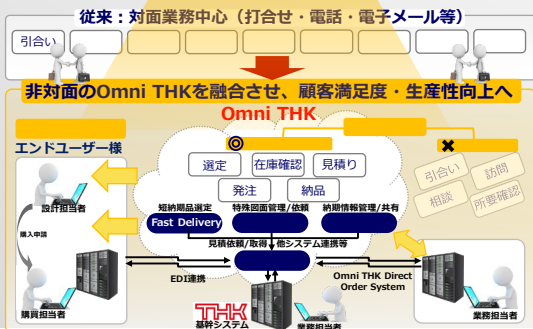 従来：対面業務中心（打合せ・電話・電子メール等）
引合い
非対面のOmni THKを融合させ、顧客満足度・生産性向上へ
Omni THK
エンドユーザー様
選定
在庫確認
見積り
発注
納品
引合い
訪問
相談
所要確認
短納期品選定
特殊図面管理/依頼
納期情報管理/共有
Fast Delivery
設計担当者
購入申請
見積依頼/取得
他システム連携等
EDI連携
Omni THK Direct
Order System
購買担当者
THK
基幹システム
業務担当者
業務担当者